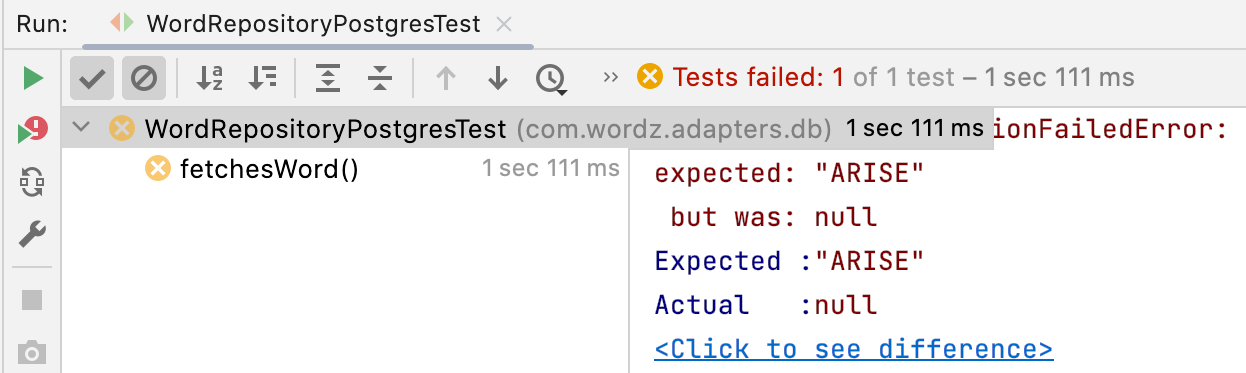 Run: WordRepositoryPostgresTest
Tests failed: 1 of 1 test – 1 sec 111 ms
WordRepositoryPostgresTest (com.wordz.adapters.db) 1 sec 111 ms ionFailedError:
fetchesWord() 1 sec 111 ms
expected: "ARISE"
but was: null
Expected :"ARISE"
Actual :null
<Click to see difference>